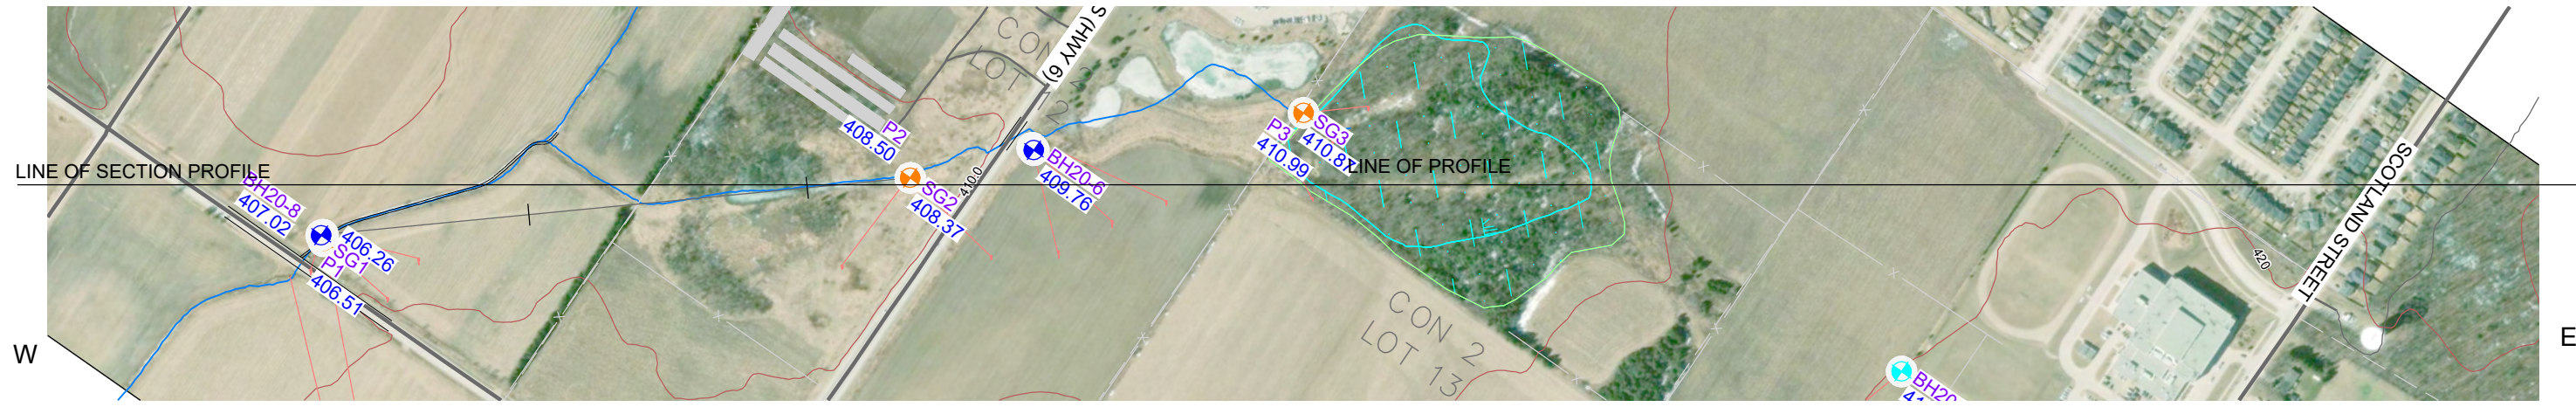 S (HWY 6)
CON 2
LOT 12
P2
408.50
SG3
P3
410.87
410.99
LINE OF PROFILE
LINE OF SECTION PROFILE
SCOTLAND STREET
BH20-6
409.76
410.0
BH20-8
407.02
SG2
408.37
406.26
SG1
P1
406.51
420
CON 2
LOT 13
W
E